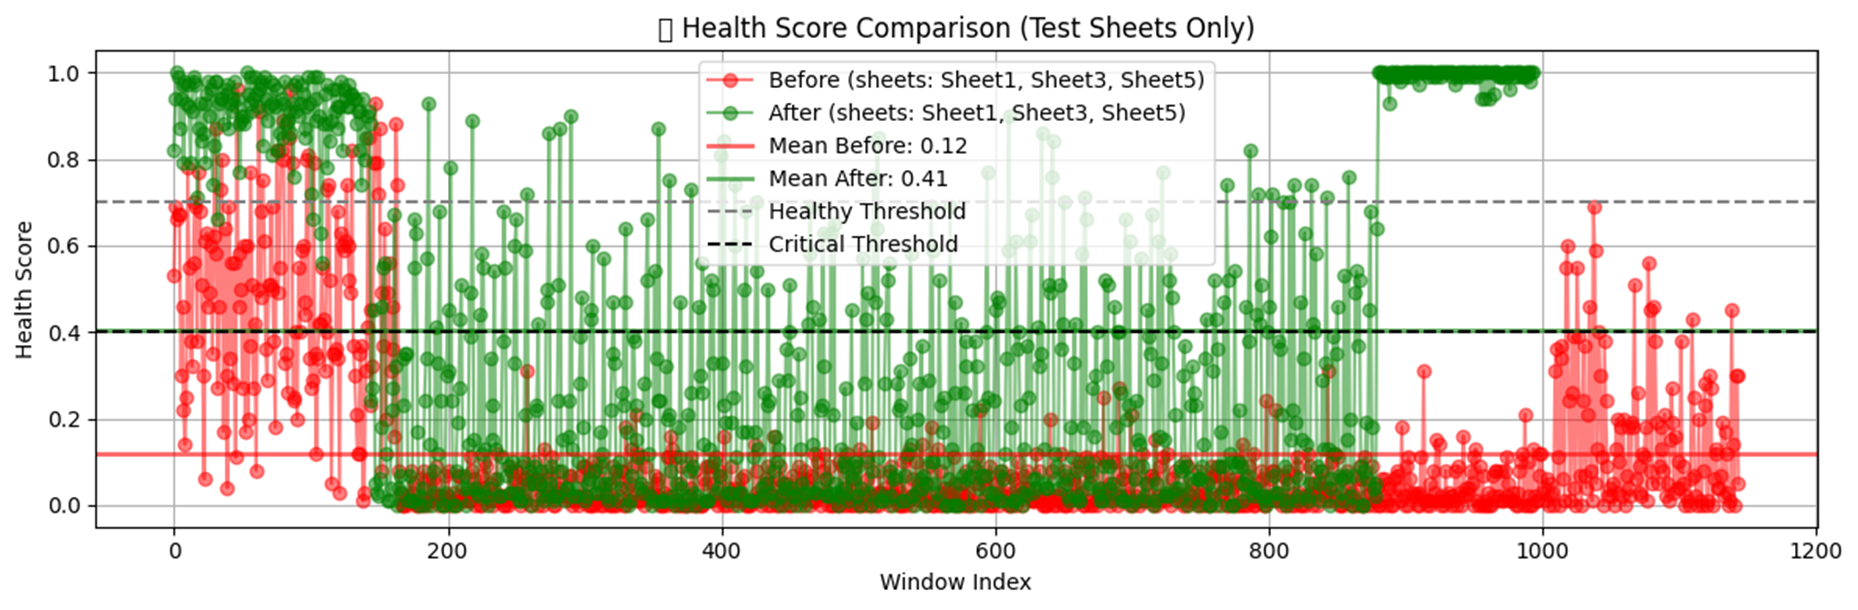 ▯ Health Score Comparison (Test Sheets Only)
Before (sheets: Sheet1, Sheet3, Sheet5)
After (sheets: Sheet1, Sheet3, Sheet5)
Mean Before: 0.12
Mean After: 0.41
Healthy Threshold
Critical Threshold
Health Score
1.0
0.8
0.6
0.4
0.2
0.0
0 200 400 600 800 1000 1200
Window Index